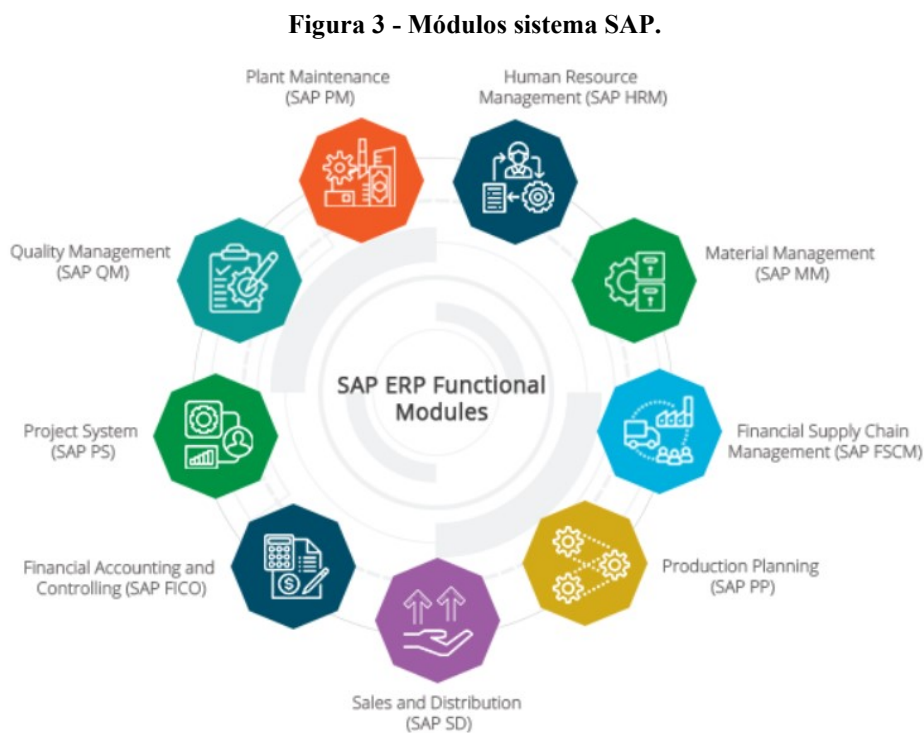 Figura 3 - Módulos sistema SAP.
Plant Maintenance
(SAP PM)
Human Resource
Management (SAP HRM)
Quality Management
(SAP QM)
Material Management
(SAP MM)
SAP ERP Functional
Modules
Project System
(SAP PS)
Financial Supply Chain
Management (SAP FSCM)
Financial Accounting and
Controlling (SAP FICO)
Production Planning
(SAP PP)
Sales and Distribution
(SAP SD)